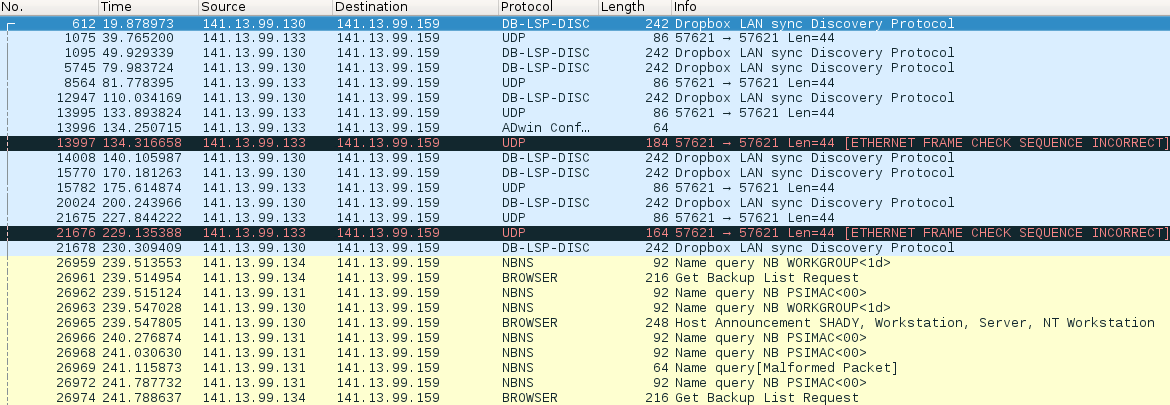 No. Time Source Destination Protocol Length Info
612 19.878973 141.13.99.130 141.13.99.159 DB-LSP-DISC 242 Dropbox LAN sync Discovery Protocol
1075 39.765200 141.13.99.133 141.13.99.159 UDP 86 57621 → 57621 Len=44
1095 49.929339 141.13.99.130 141.13.99.159 DB-LSP-DISC 242 Dropbox LAN sync Discovery Protocol
5745 79.983724 141.13.99.130 141.13.99.159 DB-LSP-DISC 242 Dropbox LAN sync Discovery Protocol
8564 81.778395 141.13.99.133 141.13.99.159 UDP 86 57621 → 57621 Len=44
12947 110.034169 141.13.99.130 141.13.99.159 DB-LSP-DISC 242 Dropbox LAN sync Discovery Protocol
13995 133.893824 141.13.99.133 141.13.99.159 UDP 86 57621 → 57621 Len=44
13996 134.250715 141.13.99.133 141.13.99.159 ADwin Conf… 64
13997 134.316658 141.13.99.133 141.13.99.159 UDP 184 57621 → 57621 Len=44 [ETHERNET FRAME CHECK SEQUENCE INCORRECT]
14008 140.105987 141.13.99.130 141.13.99.159 DB-LSP-DISC 242 Dropbox LAN sync Discovery Protocol
15770 170.181263 141.13.99.130 141.13.99.159 DB-LSP-DISC 242 Dropbox LAN sync Discovery Protocol
15782 175.614874 141.13.99.133 141.13.99.159 UDP 86 57621 → 57621 Len=44
20024 200.243966 141.13.99.130 141.13.99.159 DB-LSP-DISC 242 Dropbox LAN sync Discovery Protocol
21675 227.844222 141.13.99.133 141.13.99.159 UDP 86 57621 → 57621 Len=44
21676 229.135388 141.13.99.133 141.13.99.159 UDP 164 57621 → 57621 Len=44 [ETHERNET FRAME CHECK SEQUENCE INCORRECT]
21678 230.309409 141.13.99.130 141.13.99.159 DB-LSP-DISC 242 Dropbox LAN sync Discovery Protocol
26959 239.513553 141.13.99.134 141.13.99.159 NBNS 92 Name query NB WORKGROUP<1d>
26961 239.514954 141.13.99.134 141.13.99.159 BROWSER 216 Get Backup List Request
26962 239.515124 141.13.99.131 141.13.99.159 NBNS 92 Name query NB PSIMAC<00>
26963 239.547028 141.13.99.130 141.13.99.159 NBNS 92 Name query NB WORKGROUP<1d>
26965 239.547805 141.13.99.130 141.13.99.159 BROWSER 248 Host Announcement SHADY, Workstation, Server, NT Workstation
26966 240.276874 141.13.99.131 141.13.99.159 NBNS 92 Name query NB PSIMAC<00>
26968 241.030630 141.13.99.131 141.13.99.159 NBNS 92 Name query NB PSIMAC<00>
26969 241.115873 141.13.99.131 141.13.99.159 NBNS 64 Name query[Malformed Packet]
26972 241.787732 141.13.99.131 141.13.99.159 NBNS 92 Name query NB PSIMAC<00>
26974 241.788637 141.13.99.134 141.13.99.159 BROWSER 216 Get Backup List Request